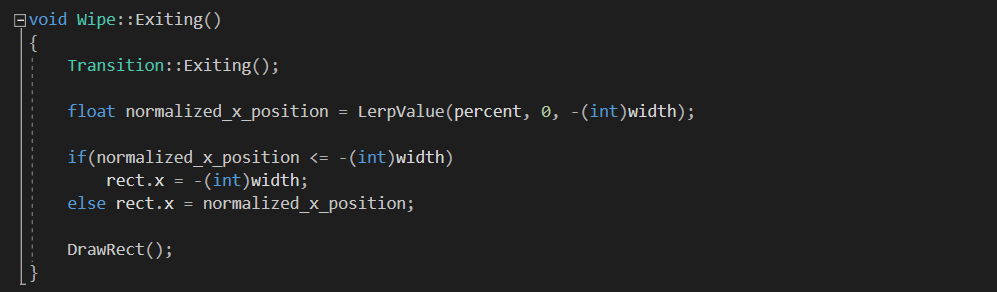 void Wipe::Exiting()
{
    Transition::Exiting();

    float normalized_x_position = LerpValue(percent, 0, -(int)width);

    if(normalized_x_position <= -(int)width)
        rect.x = -(int)width;
    else rect.x = normalized_x_position;

    DrawRect();
}